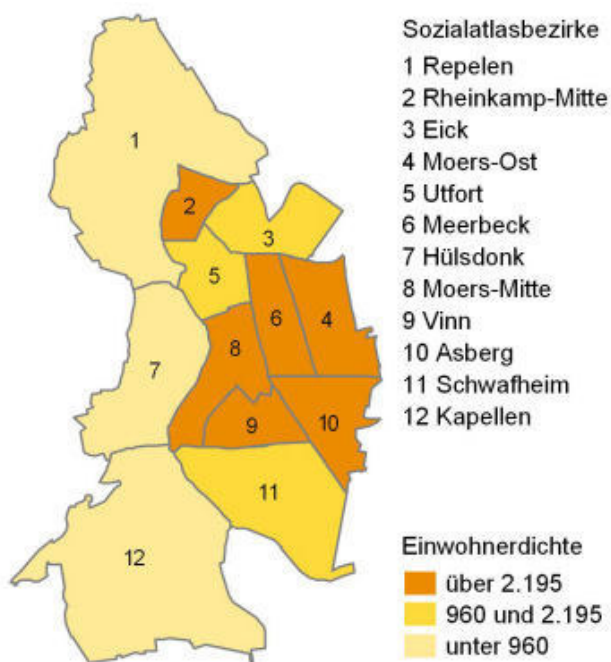 Sozialatlasbezirke
1 Repelen
2 Rheinkamp-Mitte
3 Eick
4 Moers-Ost
5 Utfort
6 Meerbeck
7 Hülsdonk
8 Moers-Mitte
9 Vinn
10 Asberg
11 Schwafheim
12 Kapellen
Einwohnerdichte
über 2.195
960 und 2.195
unter 960
1
2
3
5
6
4
8
7
9
10
11
12